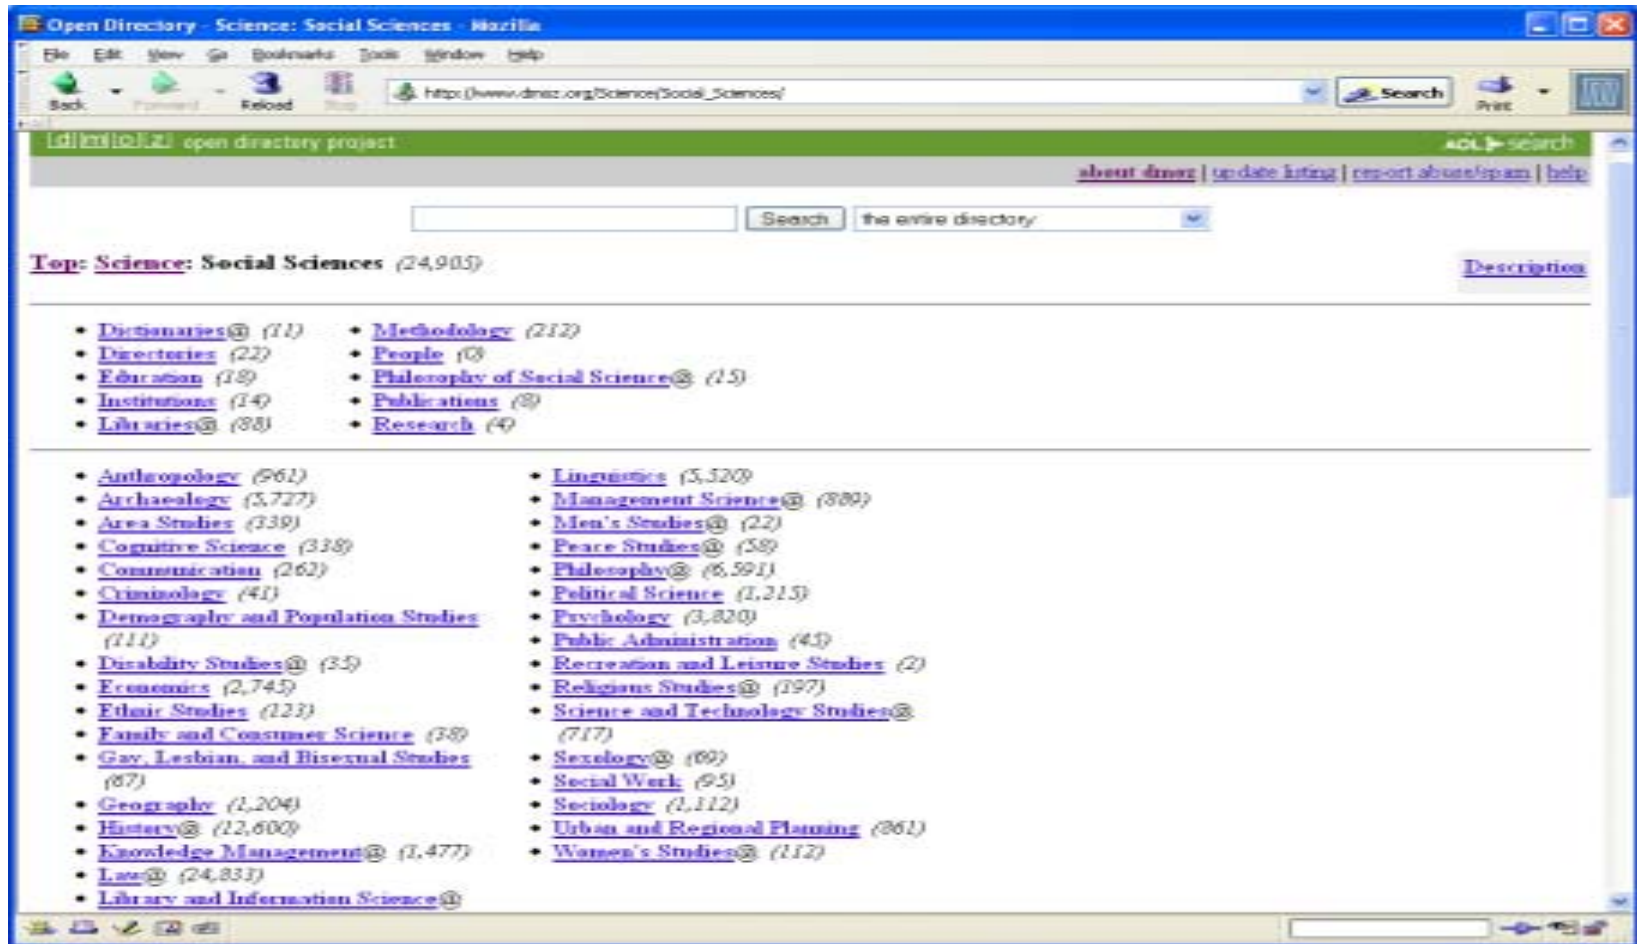 Open Directory - Science: Social Sciences - Mozilla
File Edit View Go Bookmarks Tools Window Help
Back Forward Reload Stop http://www.dmoz.org/Science/Social_Sciences/ Search Print
[d][m][o][z] open directory project AOL search
about dmoz | update listing | report abuse/spam | help
Search the entire directory
Top: Science: Social Sciences (24,905)
Description
• Dictionaries@ (11)
• Directories (22)
• Education (18)
• Institutions (14)
• Libraries@ (88)
• Methodology (212)
• People (0)
• Philosophy of Social Science@ (15)
• Publications (8)
• Research (4)
• Anthropology (961)
• Archaeology (5,727)
• Area Studies (339)
• Cognitive Science (338)
• Communication (262)
• Criminology (41)
• Demography and Population Studies
(111)
• Disability Studies@ (35)
• Economics (2,745)
• Ethnic Studies (123)
• Family and Consumer Science (38)
• Gay, Lesbian, and Bisexual Studies
(67)
• Geography (1,204)
• History@ (12,600)
• Knowledge Management@ (1,477)
• Law@ (24,833)
• Library and Information Science@
• Linguistics (5,520)
• Management Science@ (889)
• Men's Studies@ (22)
• Peace Studies@ (58)
• Philosophy@ (6,591)
• Political Science (1,215)
• Psychology (3,820)
• Public Administration (45)
• Recreation and Leisure Studies (2)
• Religious Studies@ (197)
• Science and Technology Studies@
(717)
• Sexology@ (69)
• Social Work (95)
• Sociology (1,112)
• Urban and Regional Planning (861)
• Women's Studies@ (112)